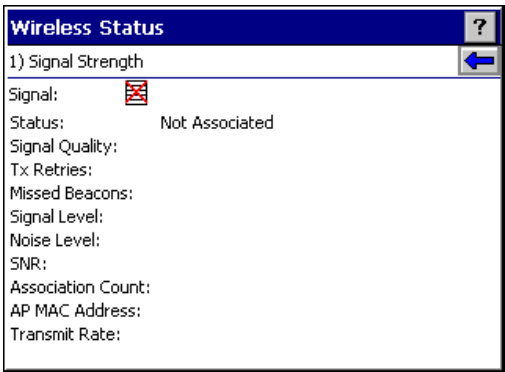 Wireless Status ?
1) Signal Strength
Signal:
Status: Not Associated
Signal Quality:
Tx Retries:
Missed Beacons:
Signal Level:
Noise Level:
SNR:
Association Count:
AP MAC Address:
Transmit Rate: